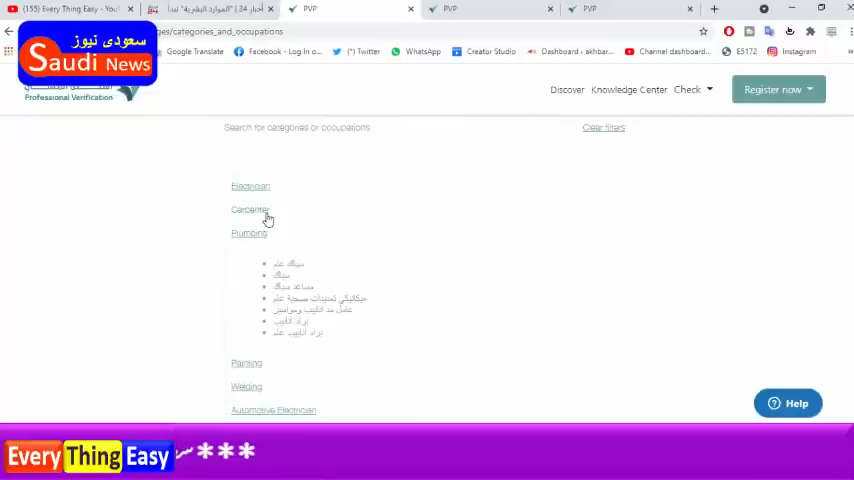 (155) Every Thing Easy - You
أخبار 24 | "الموارد البشرية" تبدأ
PVP
PVP
PVP
ges/categories_and_occupations
Google Translate
Facebook - Log In o...
(*) Twitter
WhatsApp
Creator Studio
Dashboard ‹ akhbar...
Channel dashboard...
E5172
Instagram
سعودى نيوز
Saudi News
Professional Verification
Discover
Knowledge Center
Check
Register now
Search for categories or occupations
Clear filters
Electrician
Carpenter
Plumbing
سباك عام
سباك
مساعد سباك
ميكانيكي تمديدات صحية عام
عامل مد انابيب ومواسير
براد انابيب
براد انابيب عام
Painting
Welding
Automotive Electrician
Help
Every Thing Easy
***